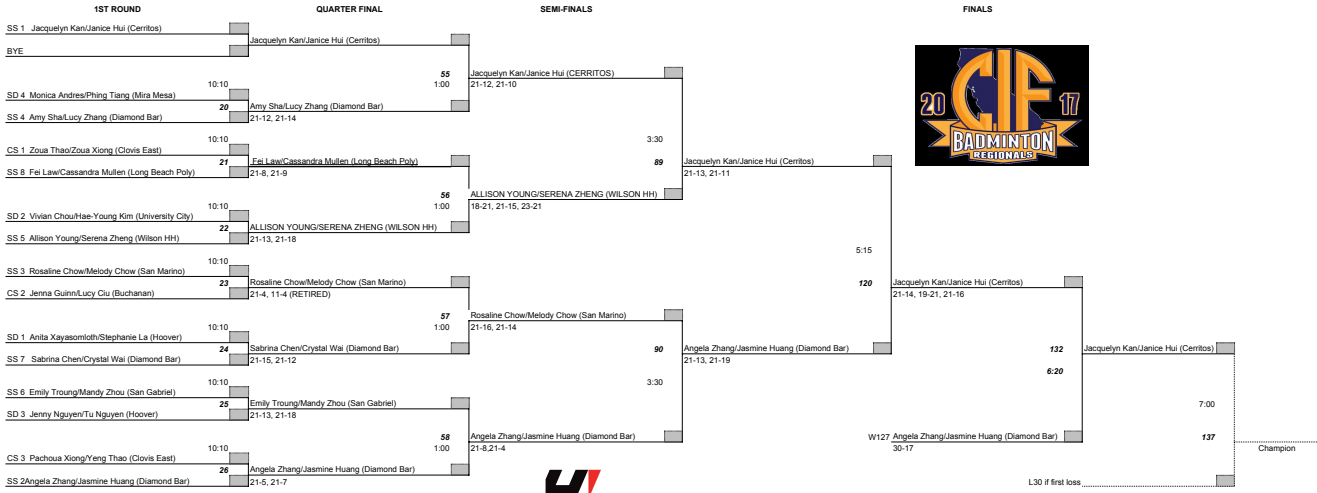 1ST ROUND QUARTER FINAL SEMI-FINALS FINALS
SS 1 Jacquelyn Kan/Janice Hui (Cerritos)
Jacquelyn Kan/Janice Hui (Cerritos)
BYE
55 Jacquelyn Kan/Janice Hui (CERRITOS)
10:10 1:00 21-12, 21-10
SD 4 Monica Andres/Phing Tiang (Mira Mesa)
20 Amy Sha/Lucy Zhang (Diamond Bar)
SS 4 Amy Sha/Lucy Zhang (Diamond Bar) 21-12, 21-14
10:10 3:30
CS 1 Zoua Thao/Zoua Xiong (Clovis East)
21 Fei Law/Cassandra Mullen (Long Beach Poly) 89 Jacquelyn Kan/Janice Hui (Cerritos)
SS 8 Fei Law/Cassandra Mullen (Long Beach Poly) 21-8, 21-9 21-13, 21-11
56 ALLISON YOUNG/SERENA ZHENG (WILSON HH)
10:10 1:00 18-21, 21-15, 23-21
SD 2 Vivian Chou/Hae-Young Kim (University City)
22 ALLISON YOUNG/SERENA ZHENG (WILSON HH)
SS 5 Allison Young/Serena Zheng (Wilson HH) 21-13, 21-18
5:15
10:10
SS 3 Rosaline Chow/Melody Chow (San Marino)
23 Rosaline Chow/Melody Chow (San Marino) 120 Jacquelyn Kan/Janice Hui (Cerritos)
CS 2 Jenna Guinn/Lucy Ciu (Buchanan) 21-4, 11-4 (RETIRED) 21-14, 19-21, 21-16
57 Rosaline Chow/Melody Chow (San Marino)
10:10 1:00 21-16, 21-14
SD 1 Anita Xayasomloth/Stephanie La (Hoover)
24 Sabrina Chen/Crystal Wai (Diamond Bar) 90 Angela Zhang/Jasmine Huang (Diamond Bar) 132 Jacquelyn Kan/Janice Hui (Cerritos)
SS 7 Sabrina Chen/Crystal Wai (Diamond Bar) 21-15, 21-12 21-13, 21-19
6:20
10:10 3:30
SS 6 Emily Troung/Mandy Zhou (San Gabriel)
25 Emily Troung/Mandy Zhou (San Gabriel) 7:00
SD 3 Jenny Nguyen/Tu Nguyen (Hoover) 21-13, 21-18
58 Angela Zhang/Jasmine Huang (Diamond Bar) W127 Angela Zhang/Jasmine Huang (Diamond Bar) 137
10:10 1:00 21-8,21-4 30-17 Champion
CS 3 Pachoua Xiong/Yeng Thao (Clovis East)
26 Angela Zhang/Jasmine Huang (Diamond Bar)
SS 2Angela Zhang/Jasmine Huang (Diamond Bar) 21-5, 21-7 L30 if first loss
CIF
20 17
BADMINTON
REGIONALS